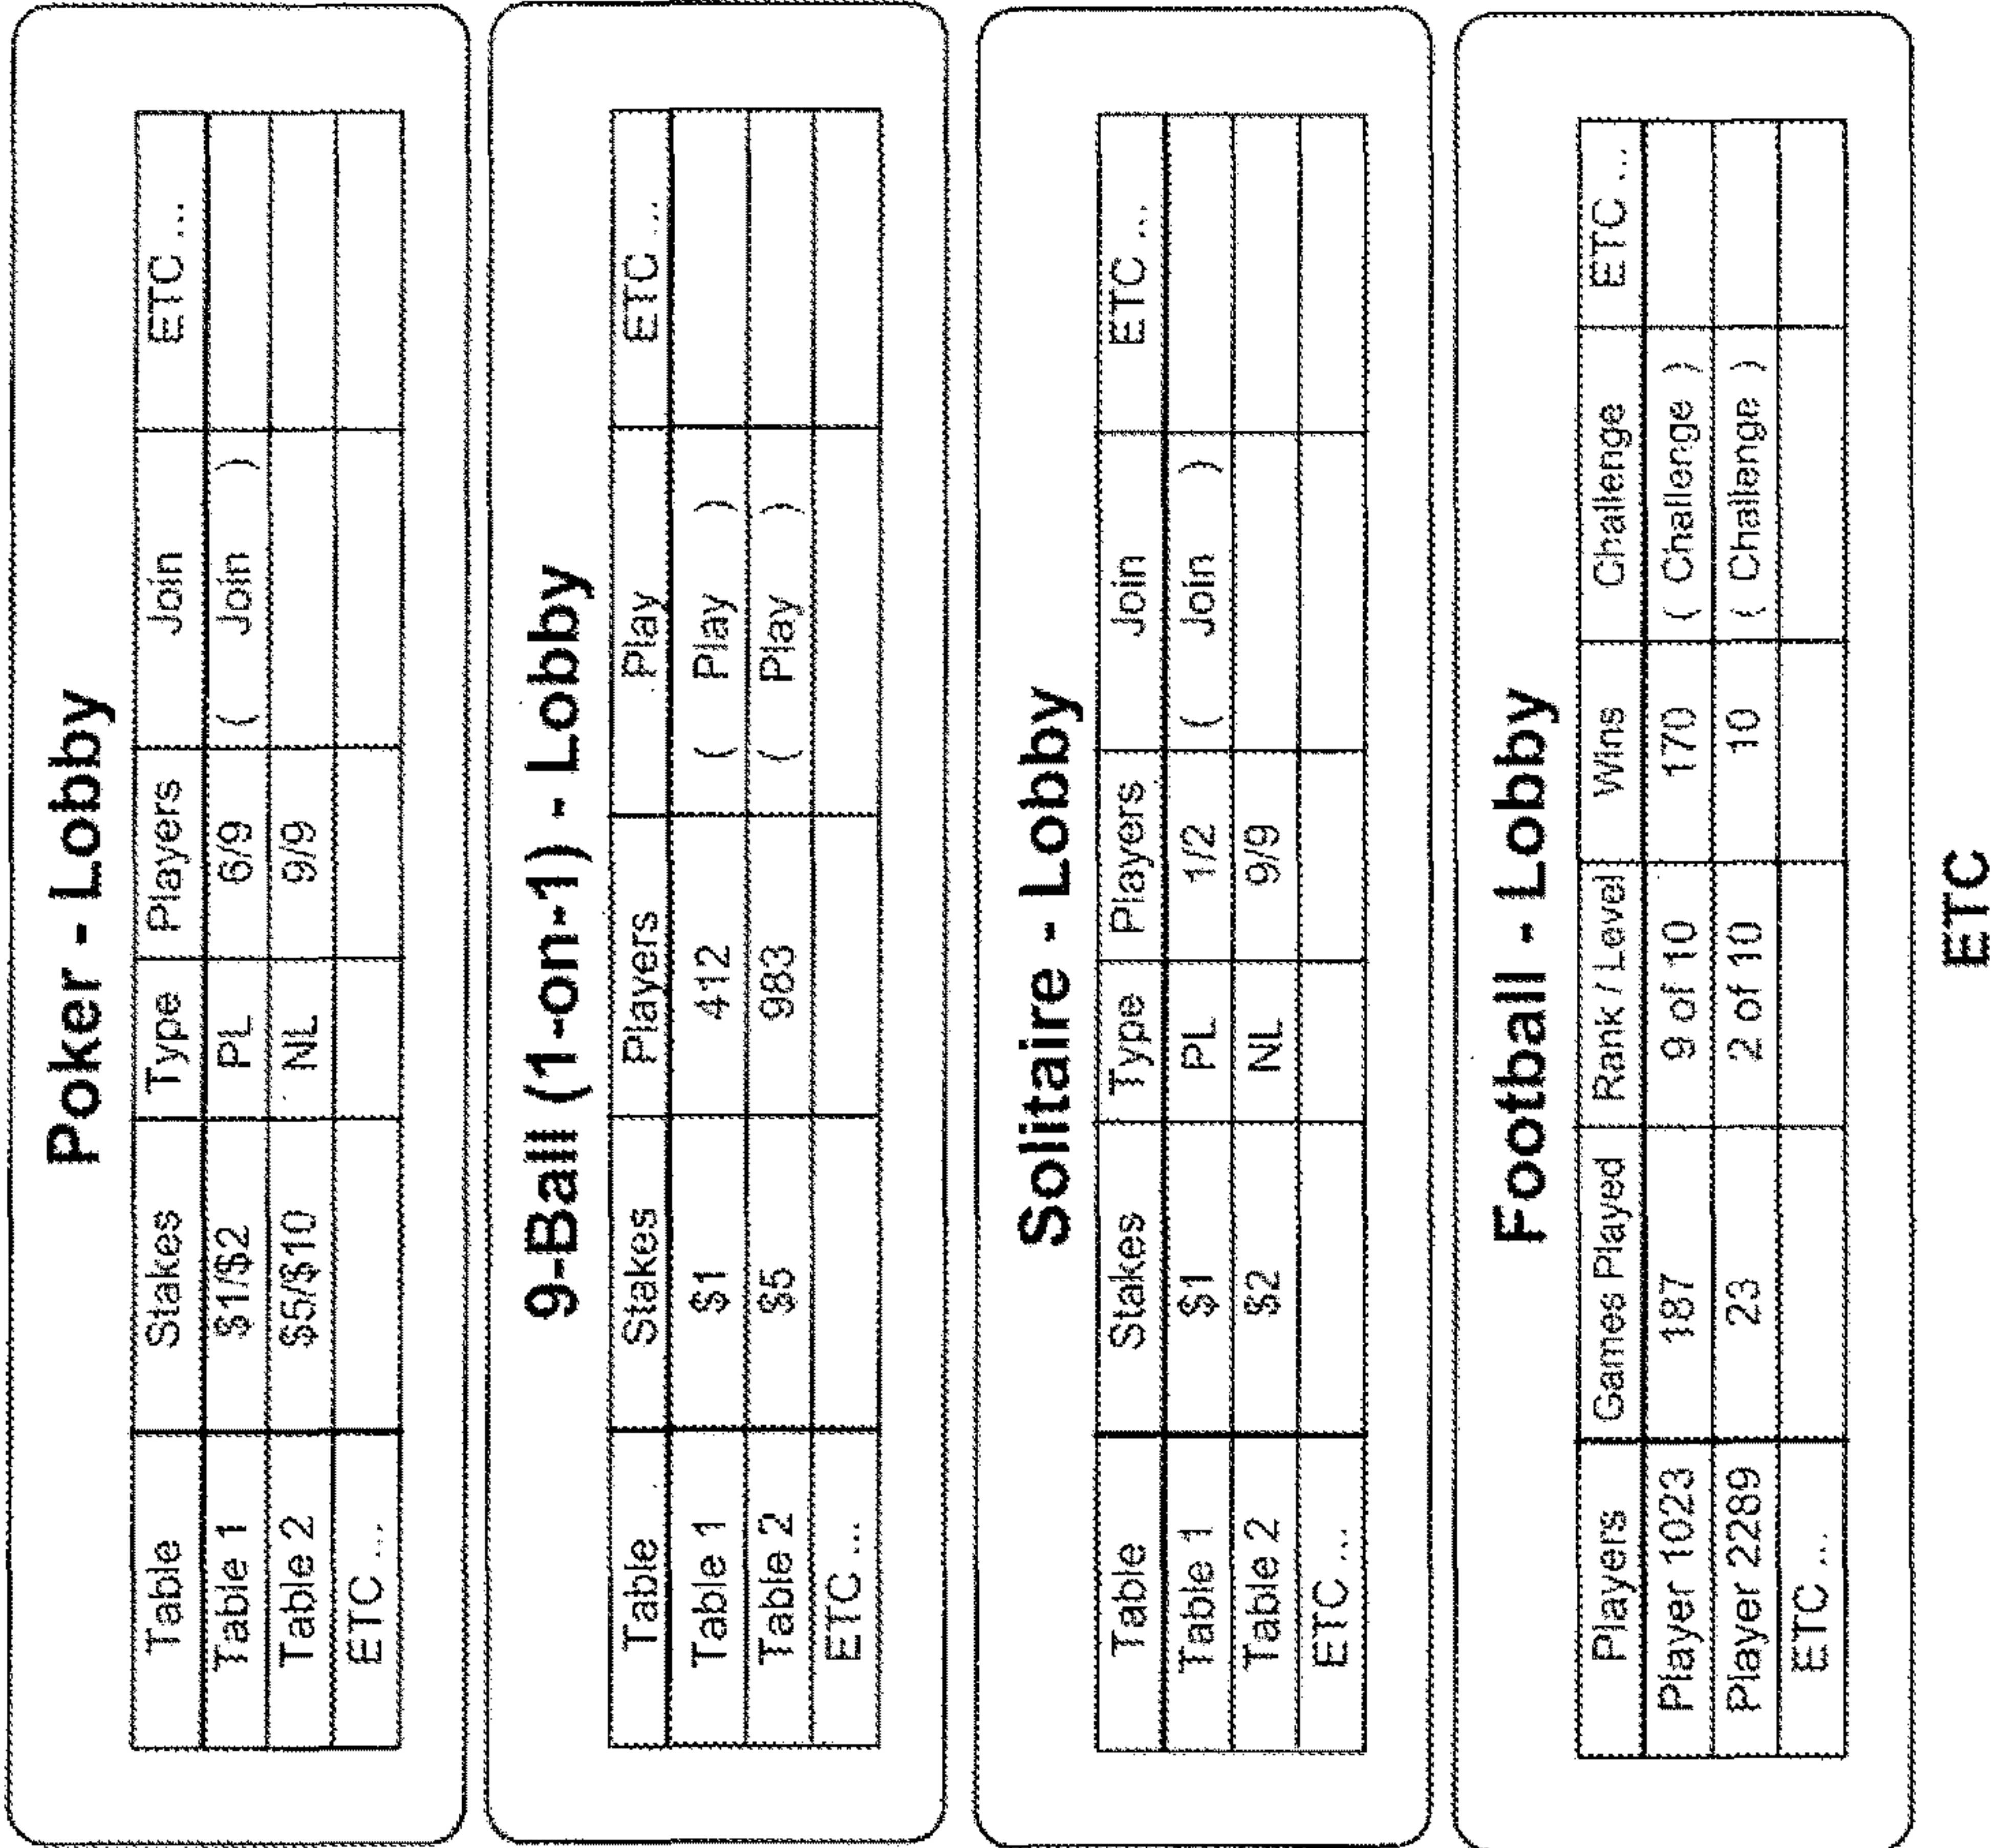 Poker - Lobby
Table Stakes Type Players Join ETC ...
Table 1 $1/$2 PL 6/9 ( Join )
Table 2 $5/$10 NL 9/9
ETC ...
9-Ball (1-on-1) - Lobby
Table Stakes Players Play ETC ...
Table 1 $1 412 ( Play )
Table 2 $5 983 ( Play )
ETC ...
Solitaire - Lobby
Table Stakes Type Players Join ETC ...
Table 1 $1 PL 1/2 ( Join )
Table 2 $2 NL 9/9
ETC ...
Football - Lobby
Players Games Played Rank / Level Wins Challenge ETC ...
Player 1023 187 9 of 10 170 ( Challenge )
Player 2289 23 2 of 10 10 ( Challenge )
ETC ...
ETC